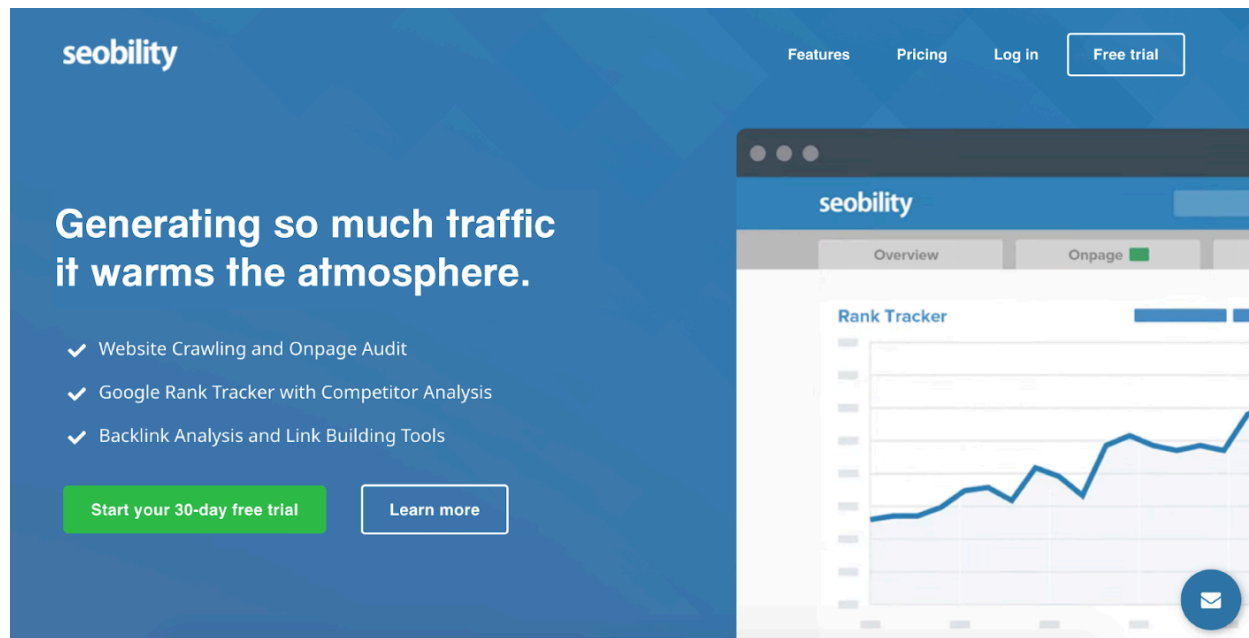 seobility
Features Pricing Log in Free trial
Generating so much traffic
it warms the atmosphere.
Website Crawling and Onpage Audit
Google Rank Tracker with Competitor Analysis
Backlink Analysis and Link Building Tools
Start your 30-day free trial Learn more
seobility
Overview Onpage
Rank Tracker